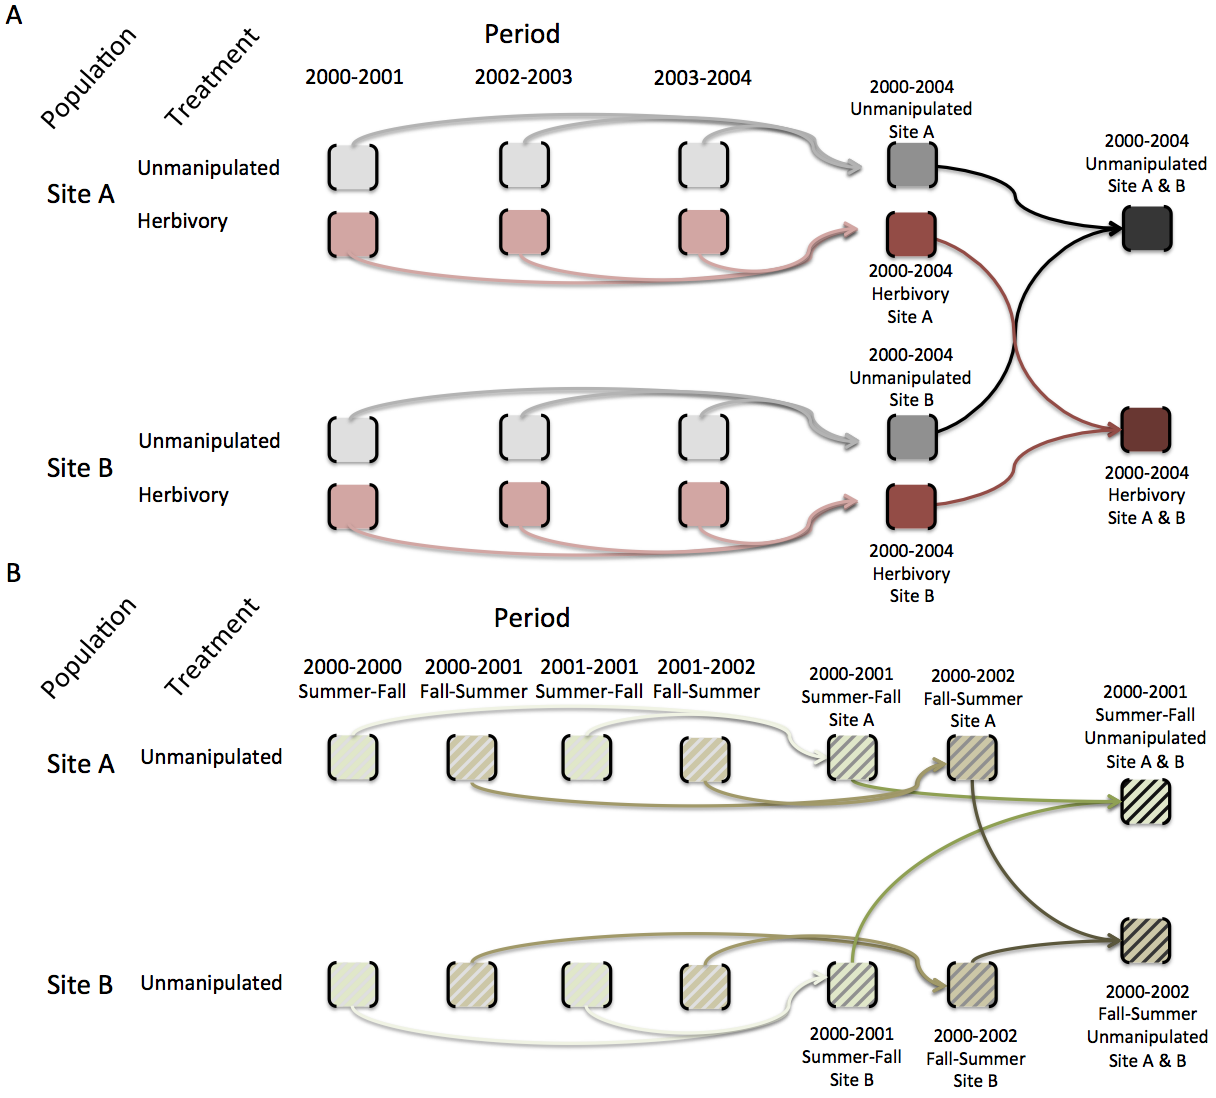 A
Population
Treatment
Period
2000-2001
2002-2003
2003-2004
2000-2004
Unmanipulated
Site A
2000-2004
Unmanipulated
Site A & B
Site A
Unmanipulated
Herbivory
2000-2004
Herbivory
Site A
2000-2004
Unmanipulated
Site B
Site B
Unmanipulated
Herbivory
2000-2004
Herbivory
Site A & B
2000-2004
Herbivory
Site B
B
Population
Treatment
Period
2000-2000
Summer-Fall
2000-2001
Fall-Summer
2001-2001
Summer-Fall
2001-2002
Fall-Summer
2000-2001
Summer-Fall
Site A
2000-2002
Fall-Summer
Site A
2000-2001
Summer-Fall
Unmanipulated
Site A & B
Site A
Unmanipulated
Site B
Unmanipulated
2000-2001
Summer-Fall
Site B
2000-2002
Fall-Summer
Site B
2000-2002
Fall-Summer
Unmanipulated
Site A & B